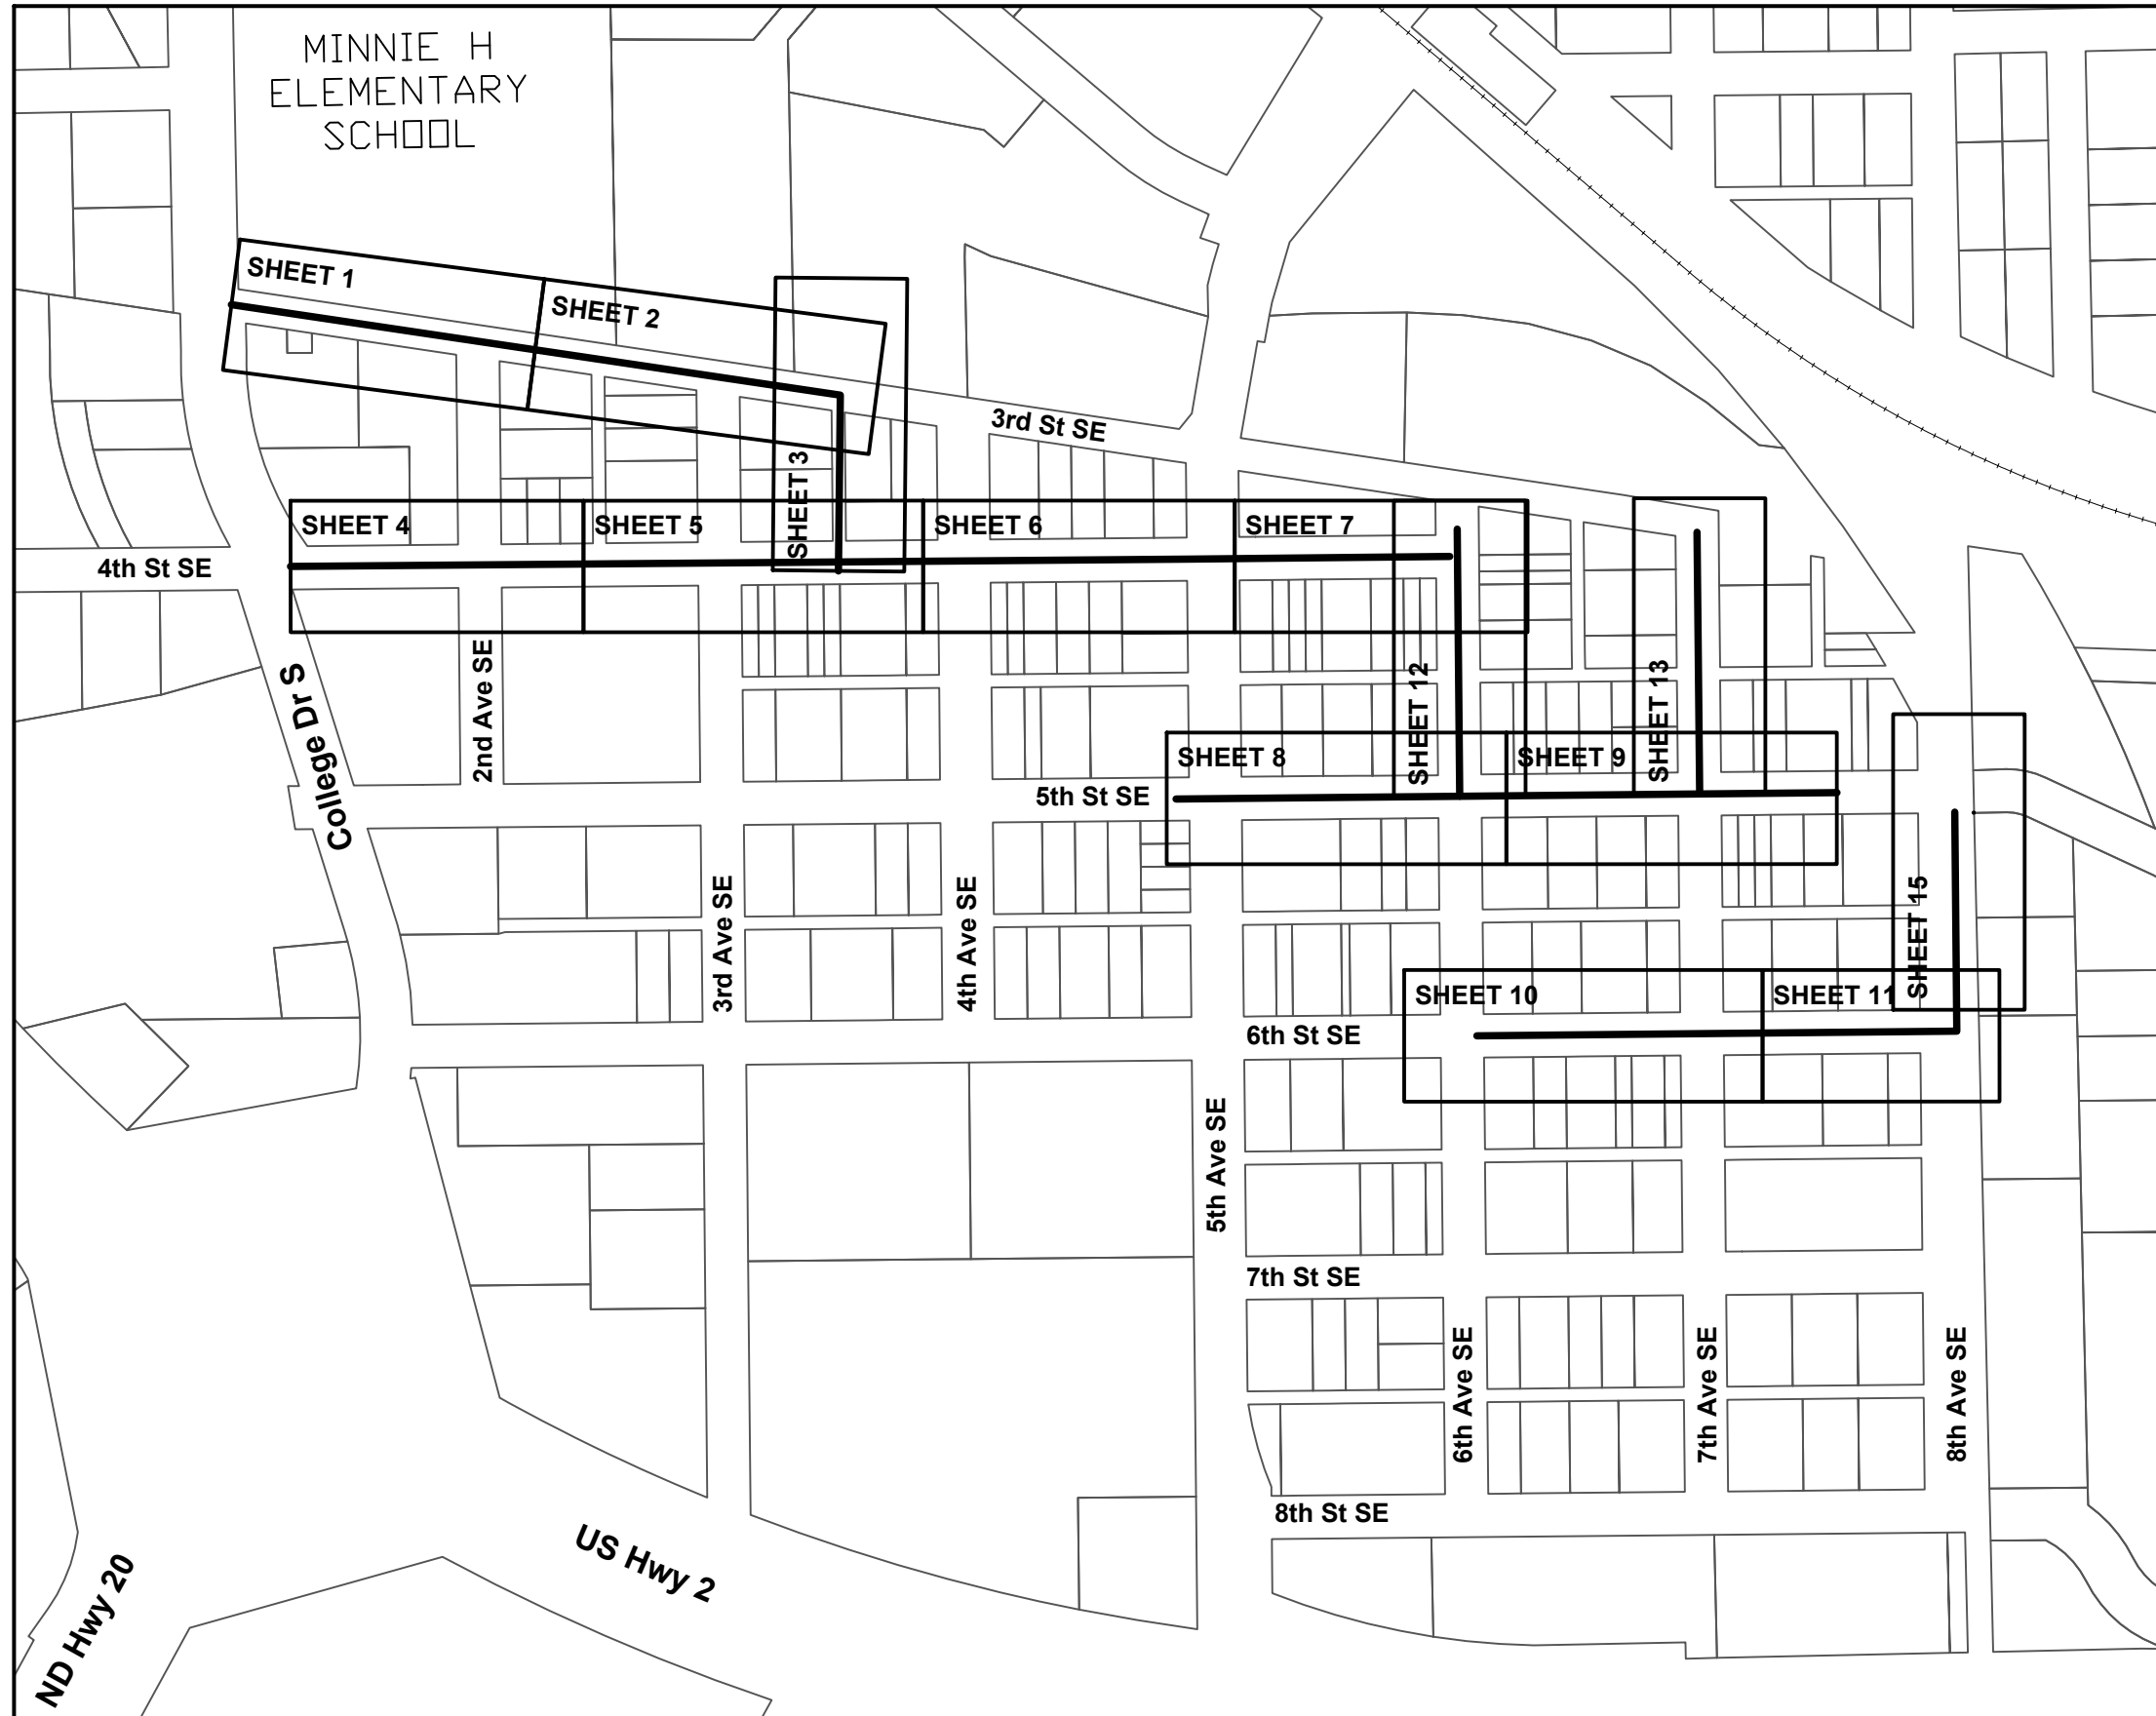 MINNIE H
ELEMENTARY
SCHOOL
SHEET 1
SHEET 2
3rd St SE
SHEET 3
SHEET 4
SHEET 5
SHEET 6
SHEET 7
4th St SE
College Dr S
2nd Ave SE
SHEET 12
SHEET 13
SHEET 8
SHEET 9
5th St SE
3rd Ave SE
4th Ave SE
SHEET 15
SHEET 10
SHEET 11
6th St SE
5th Ave SE
7th St SE
6th Ave SE
7th Ave SE
8th Ave SE
8th St SE
US Hwy 2
ND Hwy 20